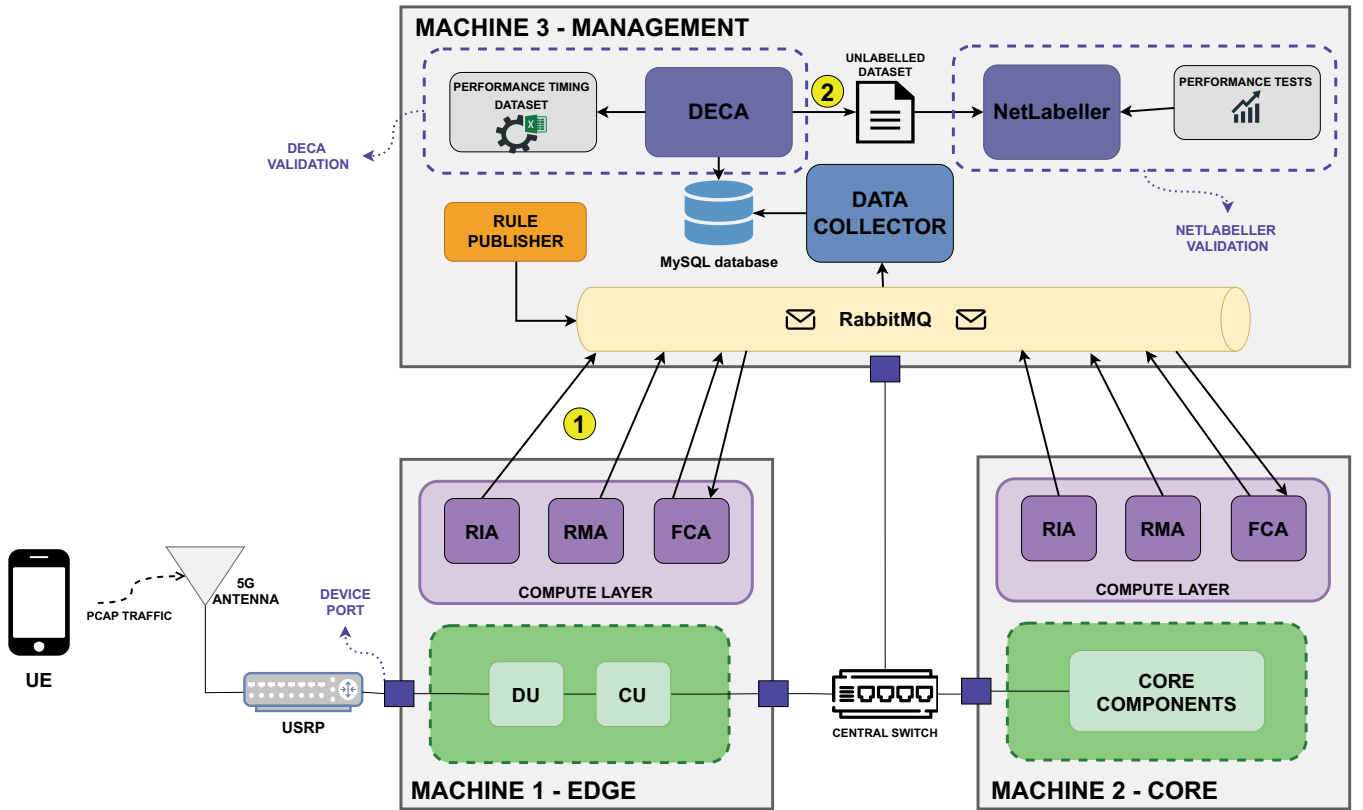 MACHINE 3 - MANAGEMENT
PERFORMANCE TIMING
DATASET
X
DECA
2
UNLABELLED
DATASET
NetLabeller
PERFORMANCE TESTS
DECA
VALIDATION
RULE
PUBLISHER
MySQL database
DATA
COLLECTOR
NETLABELLER
VALIDATION
RabbitMQ
1
RIA
RMA
FCA
COMPUTE LAYER
RIA
RMA
FCA
COMPUTE LAYER
UE
PCAP TRAFFIC
5G
ANTENNA
DEVICE
PORT
USRP
DU
CU
CENTRAL SWITCH
CORE
COMPONENTS
MACHINE 1 - EDGE
MACHINE 2 - CORE